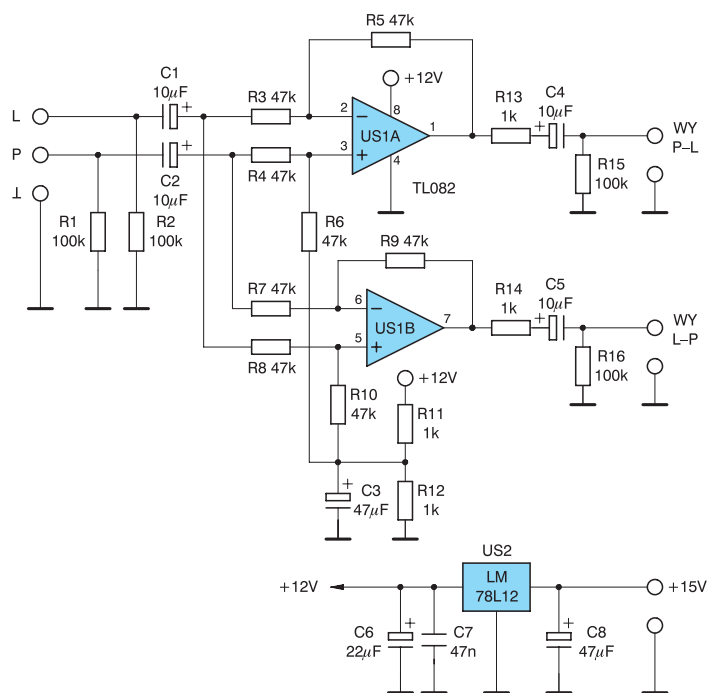 R5 47k
C1
10µF
+
R3 47k
+12V
2
−
8
US1A
1
3
+
4
TL082
R13
1k
+
C4
10µF
WY
P–L
R15
100k
L
P
⊥
+
C2
10µF
R4 47k
R1
100k
R2
100k
R6
47k
R9 47k
R7 47k
6
−
US1B
7
5
+
R8 47k
R14
1k
+
C5
10µF
WY
L–P
R16
100k
+12V
R10
47k
R11
1k
+
C3
47µF
R12
1k
US2
LM
78L12
+12V
+15V
+
C6
22µF
C7
47n
+
C8
47µF